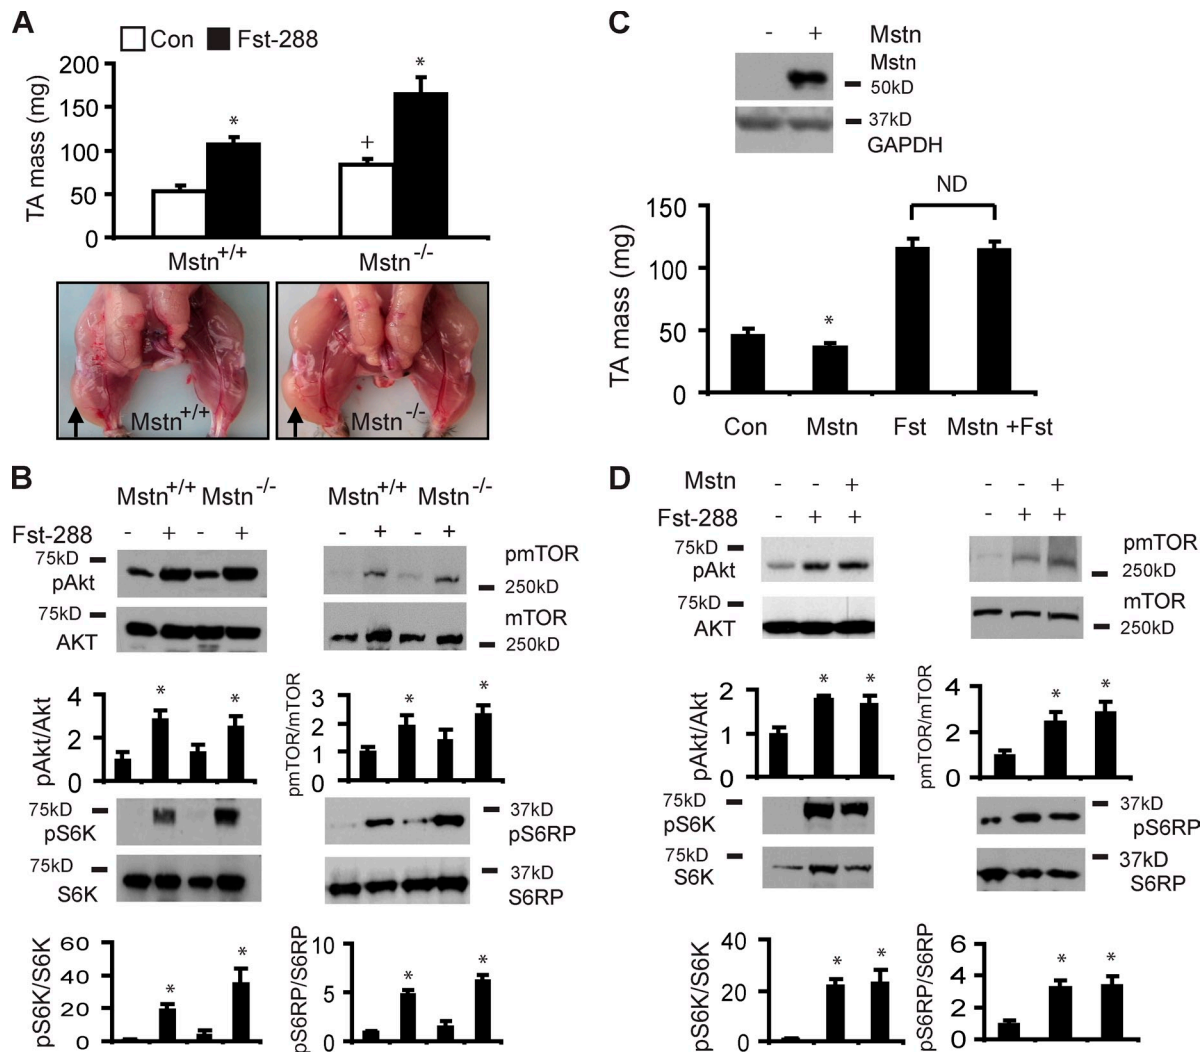 A
Con Fst-288
TA mass (mg)
200
150
100
50
0
*
+
*
Mstn+/+ Mstn-/-
Mstn+/+ Mstn-/-
B
Mstn+/+ Mstn-/-
Fst-288 - + - +
75kD
pAkt
75kD
AKT
pAkt/Akt
4
2
0
* *
75kD
pS6K
75kD
S6K
pS6K/S6K
60
40
20
0
* *
Mstn+/+ Mstn-/-
- + - +
pmTOR
250kD
mTOR
250kD
pmTOR/mTOR
3
2
1
0
* *
37kD
pS6RP
37kD
S6RP
pS6RP/S6RP
10
5
0
* *
C
- + Mstn
Mstn
50kD
37kD
GAPDH
TA mass (mg)
150
100
50
0
*
ND
Con Mstn Fst Mstn +Fst
D
Mstn - - +
Fst-288 - + +
75kD
pAkt
75kD
AKT
pAkt/Akt
2
1
0
* *
75kD
pS6K
75kD
S6K
pS6K/S6K
40
20
0
* *
- - +
- + +
pmTOR
250kD
mTOR
250kD
pmTOR/mTOR
4
2
0
* *
37kD
pS6RP
37kD
S6RP
pS6RP/S6RP
6
4
2
0
* *